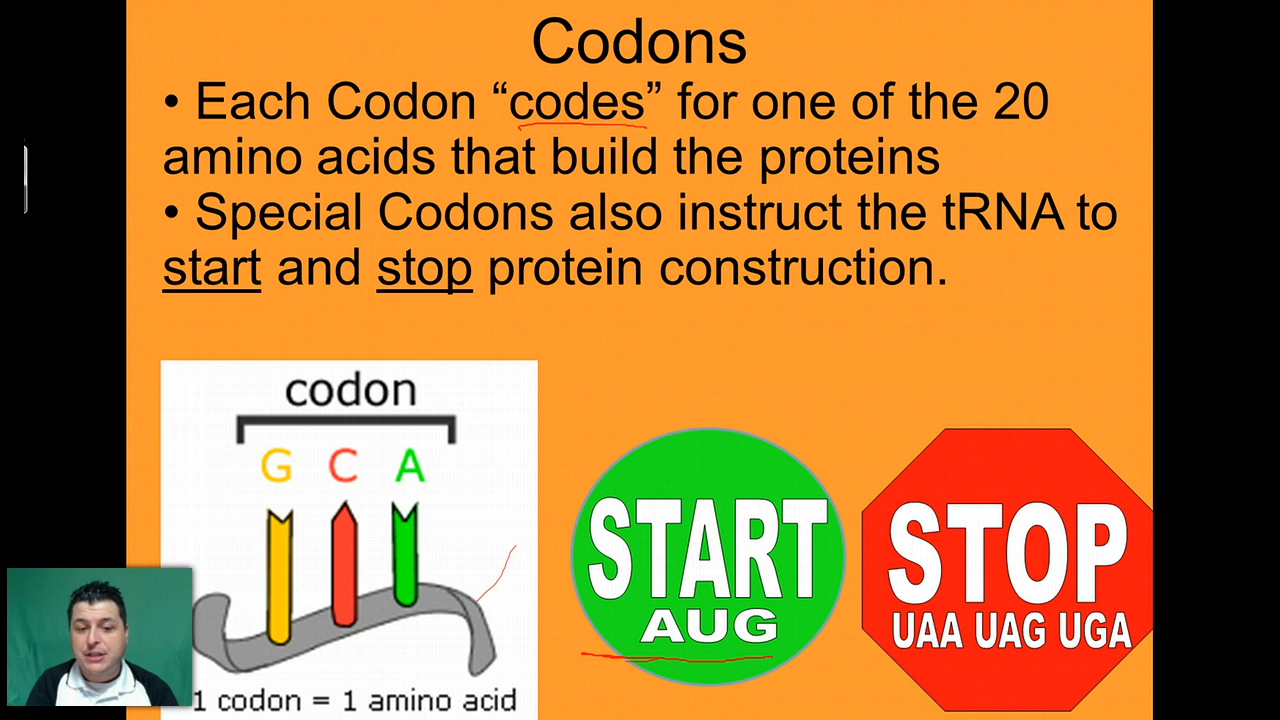 Codons
• Each Codon “codes” for one of the 20
amino acids that build the proteins
• Special Codons also instruct the tRNA to
start and stop protein construction.
codon
G C A
1 codon = 1 amino acid
START
AUG
STOP
UAA UAG UGA